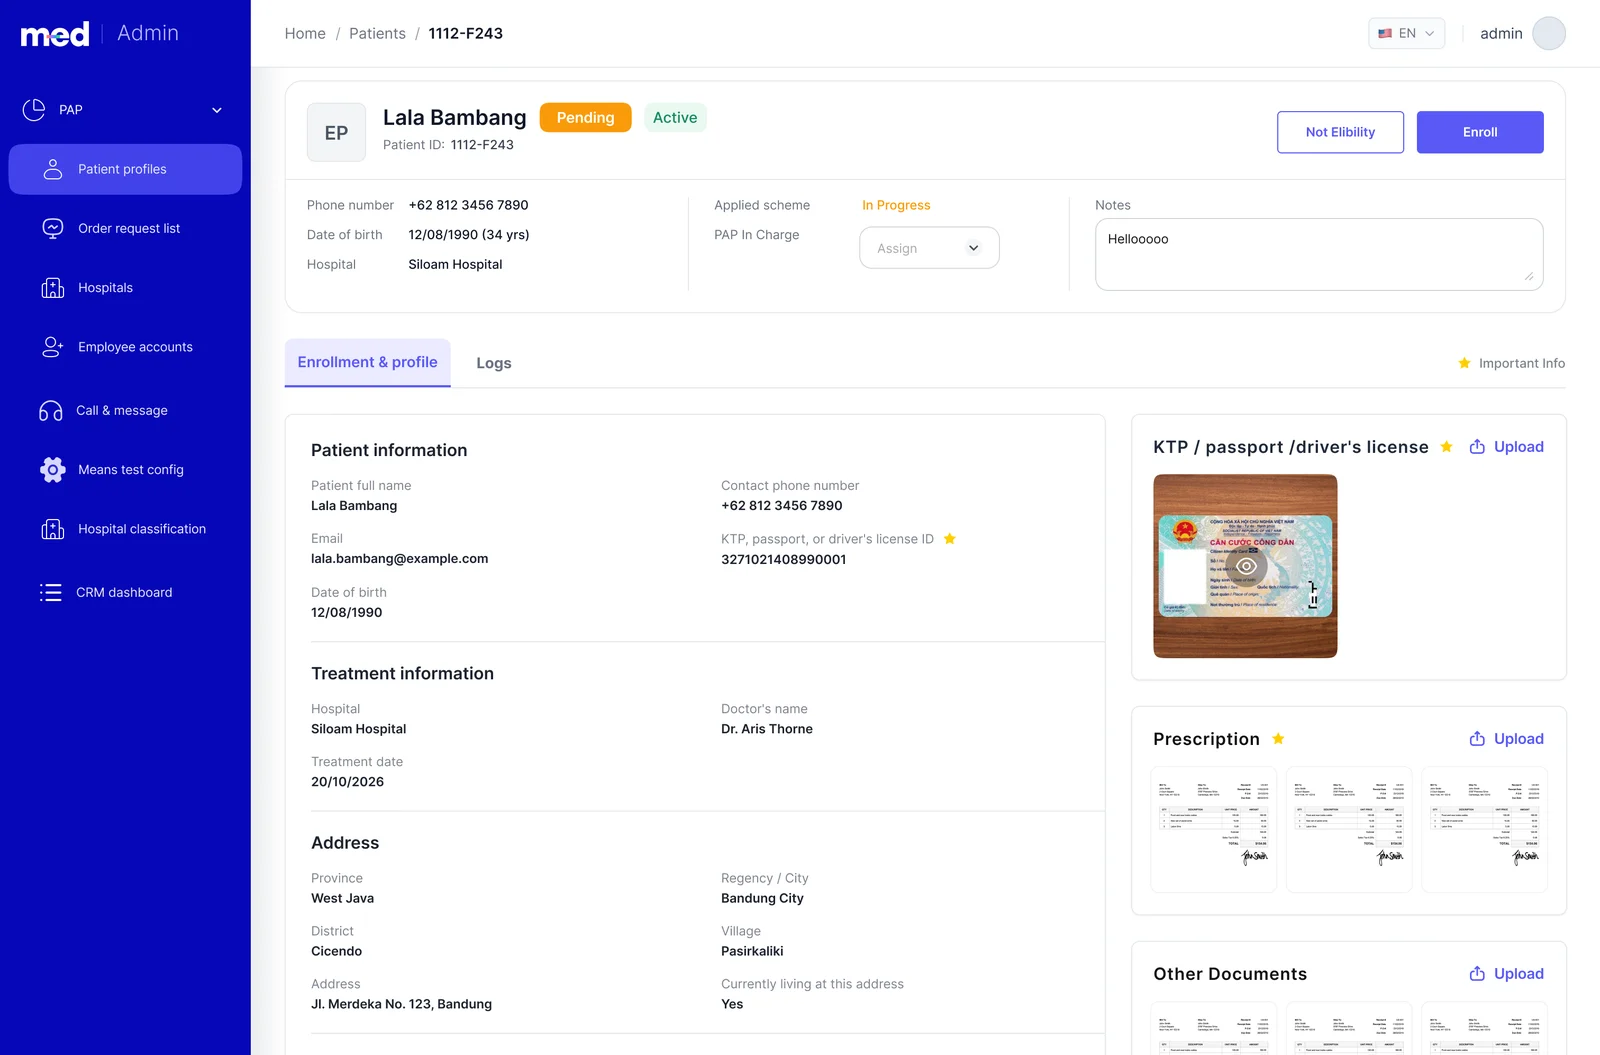 med Admin
PAP
Patient profiles
Order request list
Hospitals
Employee accounts
Call & message
Means test config
Hospital classification
CRM dashboard
Home / Patients / 1112-F243
EN
admin
EP
Lala Bambang
Pending
Active
Patient ID: 1112-F243
Not Elibility
Enroll
Phone number +62 812 3456 7890
Date of birth 12/08/1990 (34 yrs)
Hospital Siloam Hospital
Applied scheme In Progress
PAP In Charge Assign
Notes
Hellooooo
Enrollment & profile
Logs
Important Info
Patient information
Patient full name
Lala Bambang
Contact phone number
+62 812 3456 7890
Email
lala.bambang@example.com
KTP, passport, or driver's license ID
3271021408990001
Date of birth
12/08/1990
Treatment information
Hospital
Siloam Hospital
Doctor's name
Dr. Aris Thorne
Treatment date
20/10/2026
Address
Province
West Java
Regency / City
Bandung City
District
Cicendo
Village
Pasirkaliki
Address
Jl. Merdeka No. 123, Bandung
Currently living at this address
Yes
KTP / passport /driver's license
Upload
CỘNG HÒA XÃ HỘI CHỦ NGHĨA VIỆT NAM
CĂN CƯỚC CÔNG DÂN
Prescription
Upload
Other Documents
Upload